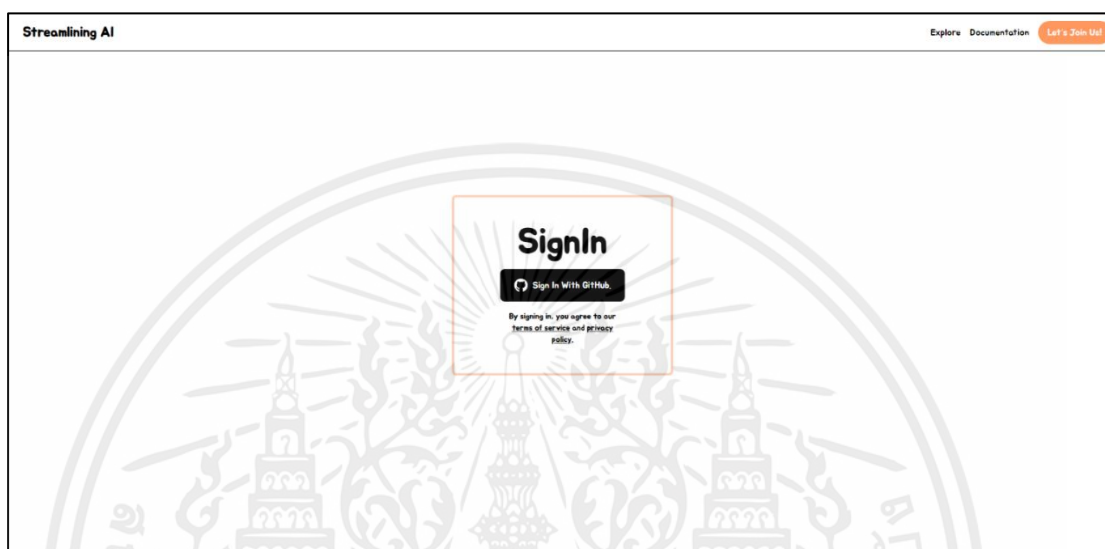 Streamlining AI
Explore Documentation Let's Join Us!
SignIn
Sign In With GitHub.
By signing in, you agree to our
terms of service and privacy
policy.